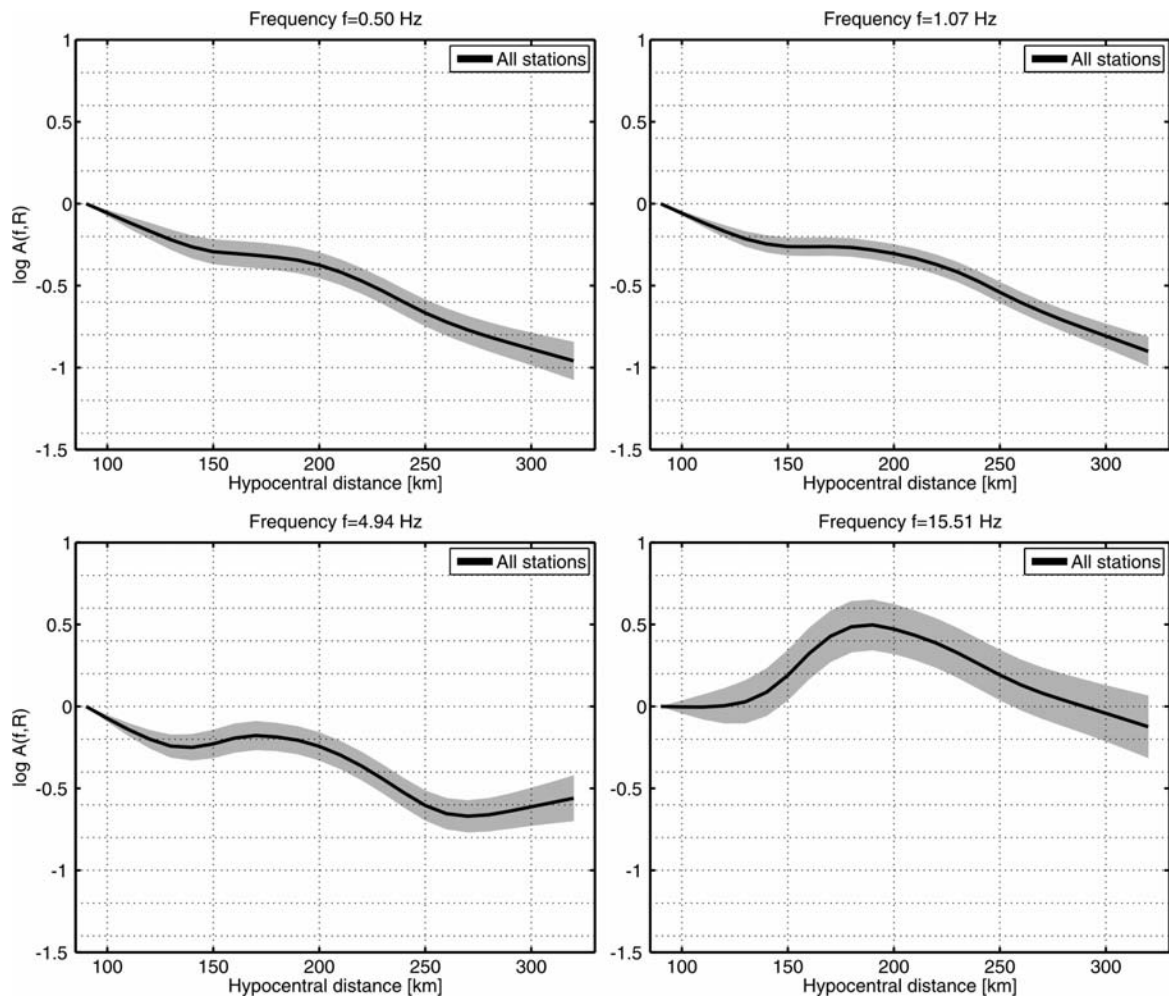 Frequency f=0.50 Hz
All stations
1
0.5
0
-0.5
-1
-1.5
log A(f,R)
100 150 200 250 300
Hypocentral distance [km]
Frequency f=1.07 Hz
All stations
1
0.5
0
-0.5
-1
-1.5
100 150 200 250 300
Hypocentral distance [km]
Frequency f=4.94 Hz
All stations
1
0.5
0
-0.5
-1
-1.5
log A(f,R)
100 150 200 250 300
Hypocentral distance [km]
Frequency f=15.51 Hz
All stations
1
0.5
0
-0.5
-1
-1.5
100 150 200 250 300
Hypocentral distance [km]